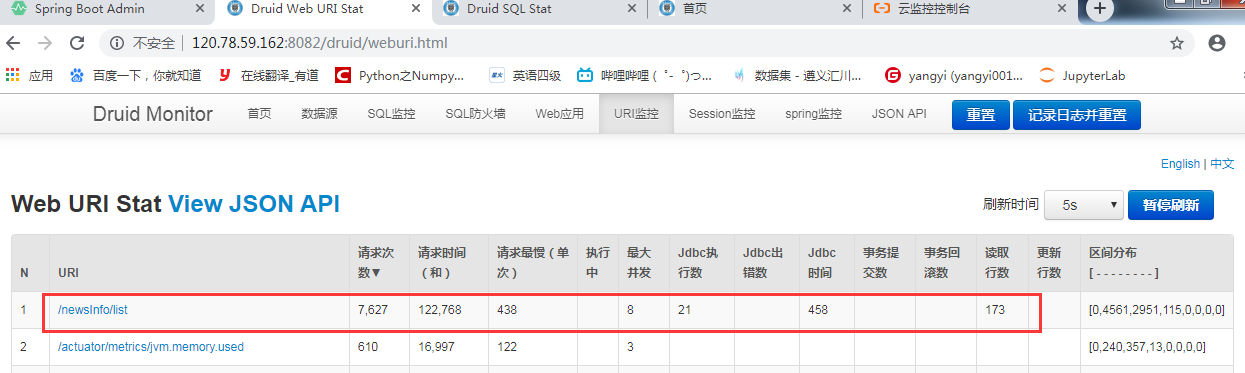 Spring Boot Admin
Druid Web URI Stat
Druid SQL Stat
首页
云监控控制台
不安全 | 120.78.59.162:8082/druid/weburi.html
应用
百度一下，你就知道
在线翻译_有道
Python之Numpy...
英语四级
哔哩哔哩 ( ゜- ゜)つ...
数据集 - 遵义汇川...
yangyi (yangyi001...
JupyterLab
Druid Monitor 首页 数据源 SQL监控 SQL防火墙 Web应用 URI监控 Session监控 spring监控 JSON API 重置 记录日志并重置
English | 中文
Web URI Stat View JSON API
刷新时间 5s 暂停刷新
N URI 请求次数▼ 请求时间（和） 请求最慢（单次） 执行中 最大并发 Jdbc执行数 Jdbc出错数 Jdbc时间 事务提交数 事务回滚数 读取行数 更新行数 区间分布 [ - - - - - - - - ]
1 /newsInfo/list 7,627 122,768 438 8 21 458 173 [0,4561,2951,115,0,0,0,0]
2 /actuator/metrics/jvm.memory.used 610 16,997 122 3 [0,240,357,13,0,0,0,0]